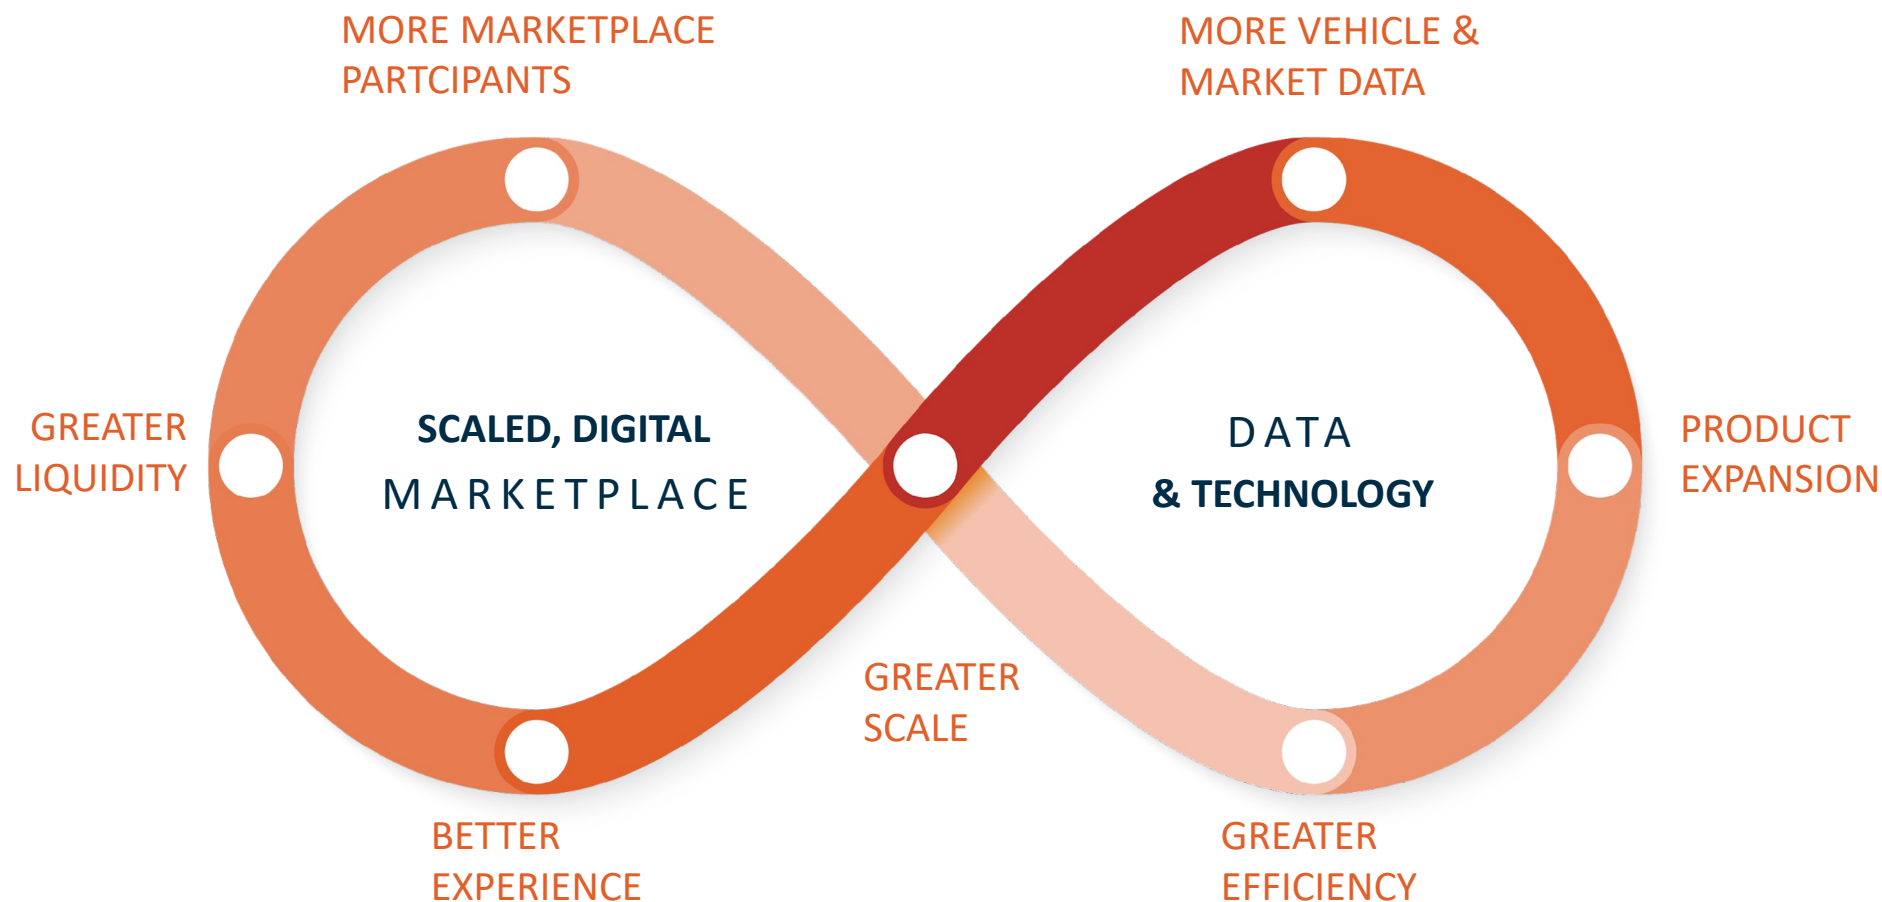 MORE MARKETPLACE
PARTCIPANTS
MORE VEHICLE &
MARKET DATA
GREATER
LIQUIDITY
SCALED, DIGITAL
MARKETPLACE
DATA
& TECHNOLOGY
PRODUCT
EXPANSION
GREATER
SCALE
BETTER
EXPERIENCE
GREATER
EFFICIENCY